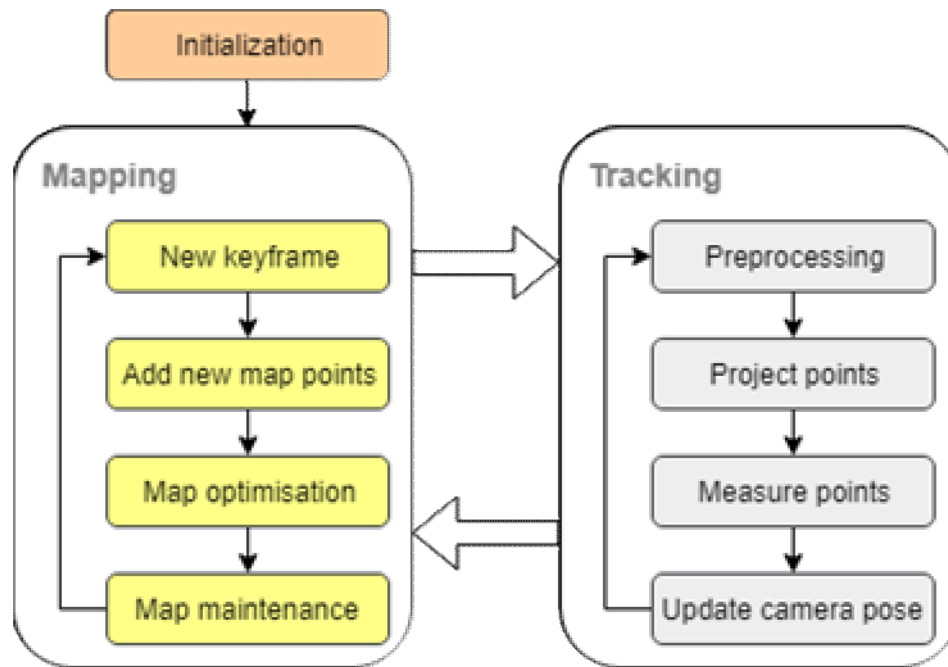 Initialization
Mapping
New keyframe
Add new map points
Map optimisation
Map maintenance
Tracking
Preprocessing
Project points
Measure points
Update camera pose